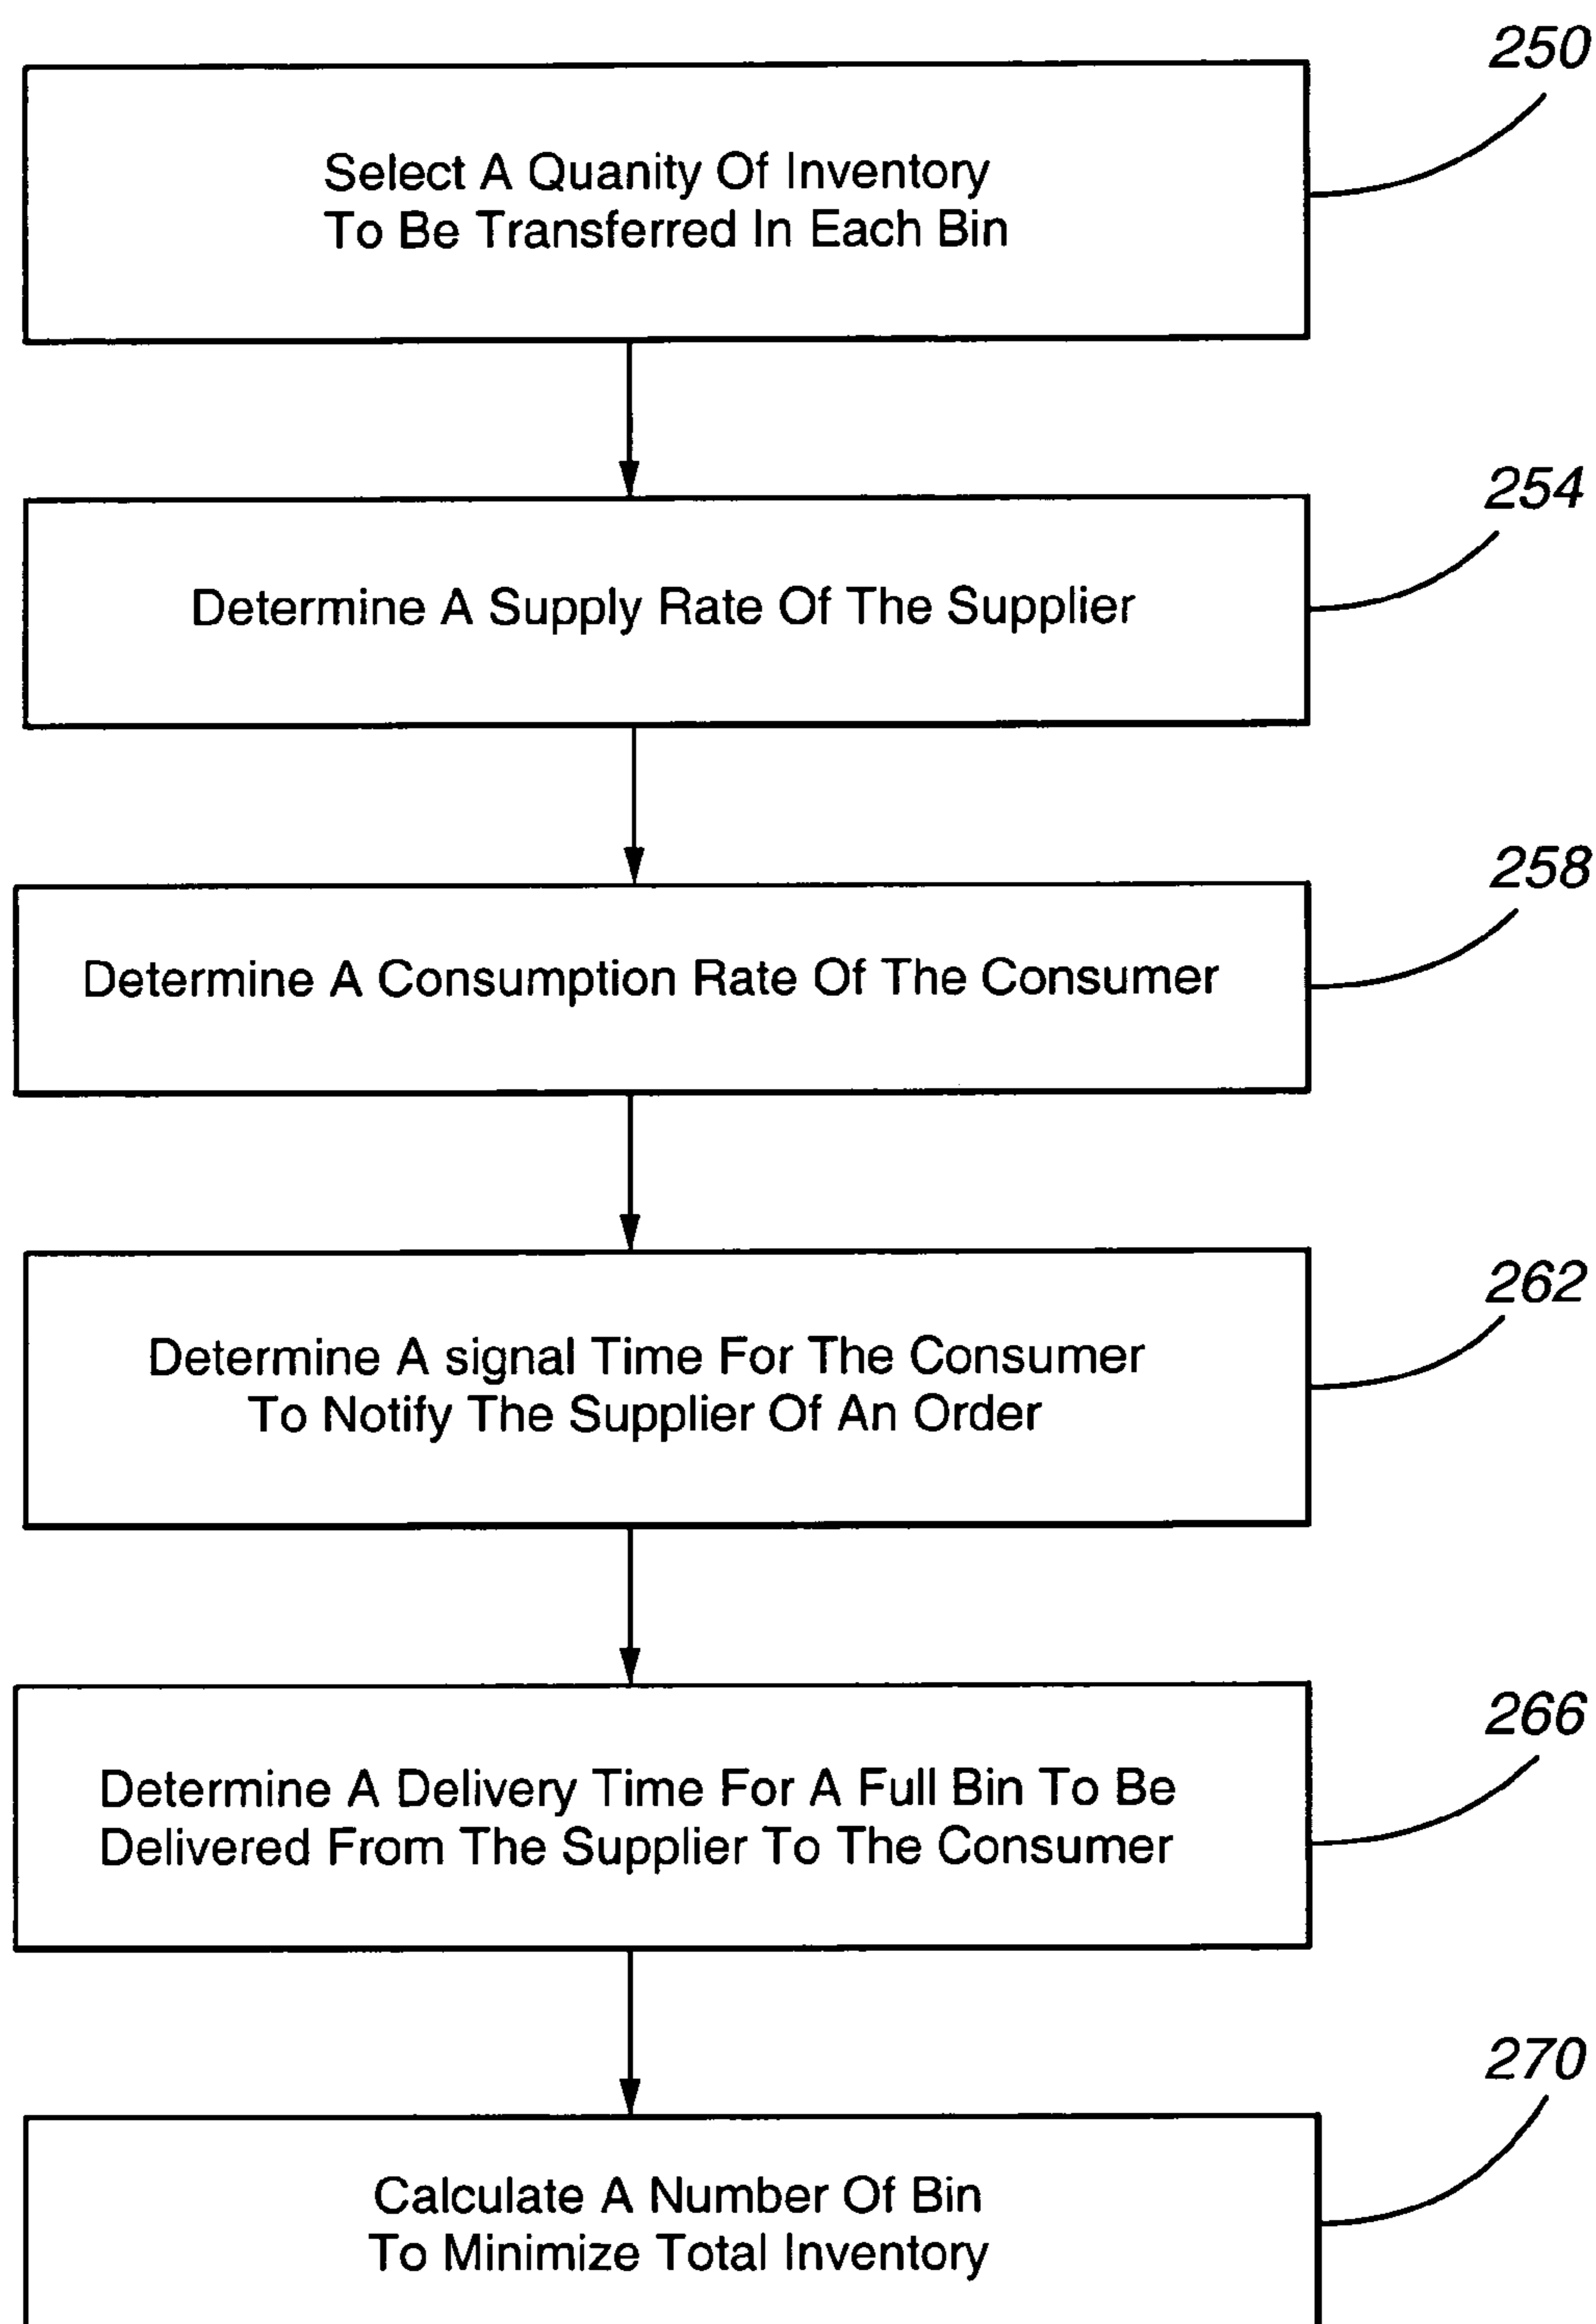 250
Select A Quanity Of Inventory
To Be Transferred In Each Bin
254
Determine A Supply Rate Of The Supplier
258
Determine A Consumption Rate Of The Consumer
262
Determine A signal Time For The Consumer
To Notify The Supplier Of An Order
266
Determine A Delivery Time For A Full Bin To Be
Delivered From The Supplier To The Consumer
270
Calculate A Number Of Bin
To Minimize Total Inventory